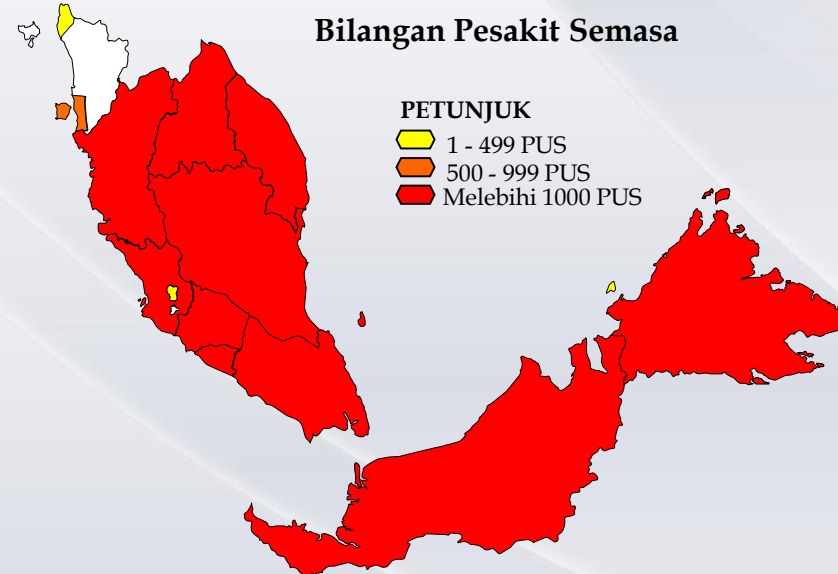 Bilangan Pesakit Semasa
PETUNJUK
1 - 499 PUS
500 - 999 PUS
Melebihi 1000 PUS